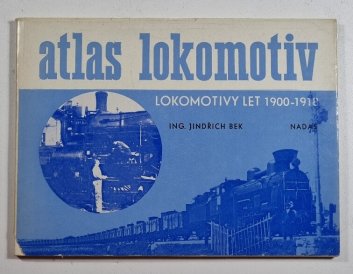 atlas lokomotiv
LOKOMOTIVY LET 1900-1918
ING. JINDŘICH BEK NADAS